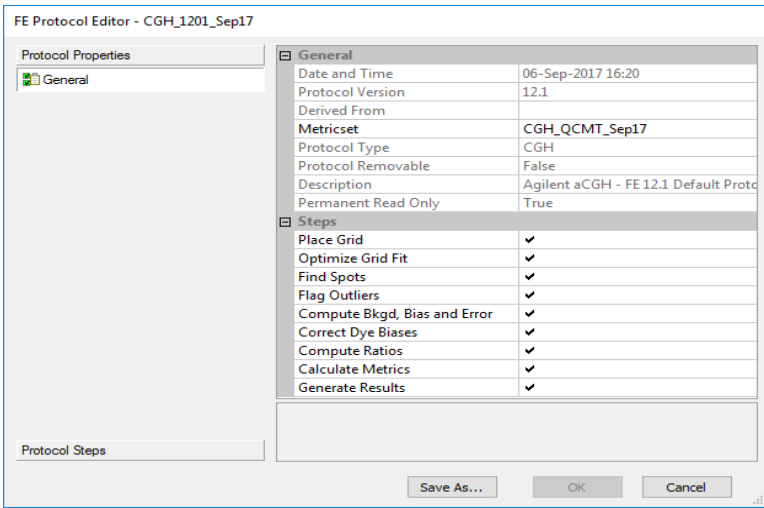 FE Protocol Editor - CGH_1201_Sep17
Protocol Properties
General
General
Date and Time 06-Sep-2017 16:20
Protocol Version 12.1
Derived From
Metricset CGH_QCMT_Sep17
Protocol Type CGH
Protocol Removable False
Description Agilent aCGH - FE 12.1 Default Proto
Permanent Read Only True
Steps
Place Grid
Optimize Grid Fit
Find Spots
Flag Outliers
Compute Bkgd, Bias and Error
Correct Dye Biases
Compute Ratios
Calculate Metrics
Generate Results
Protocol Steps
Save As... OK Cancel